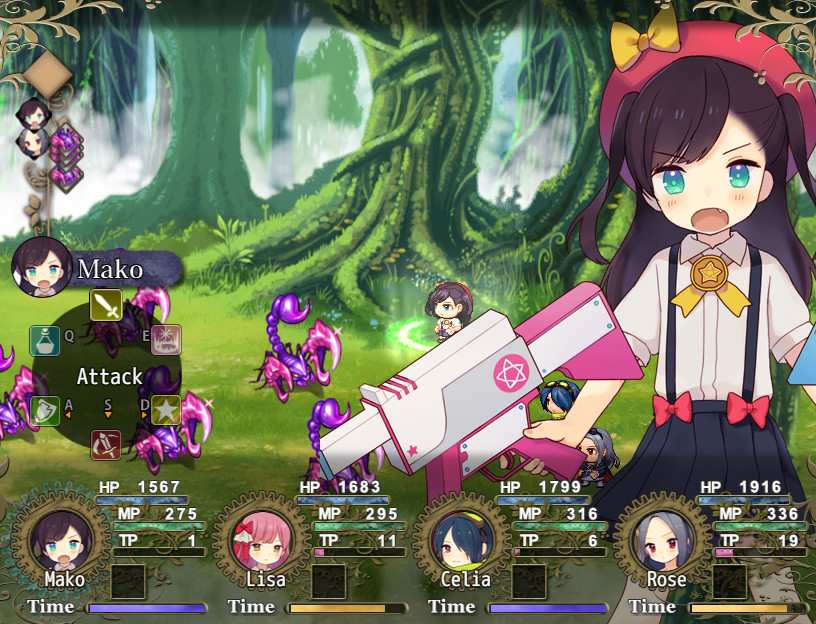 Mako
Q E
Attack
A S D
HP 1567
MP 275
TP 1
Mako
Time
HP 1683
MP 295
TP 11
Lisa
Time
HP 1799
MP 316
TP 6
Celia
Time
HP 1916
MP 336
TP 19
Rose
Time